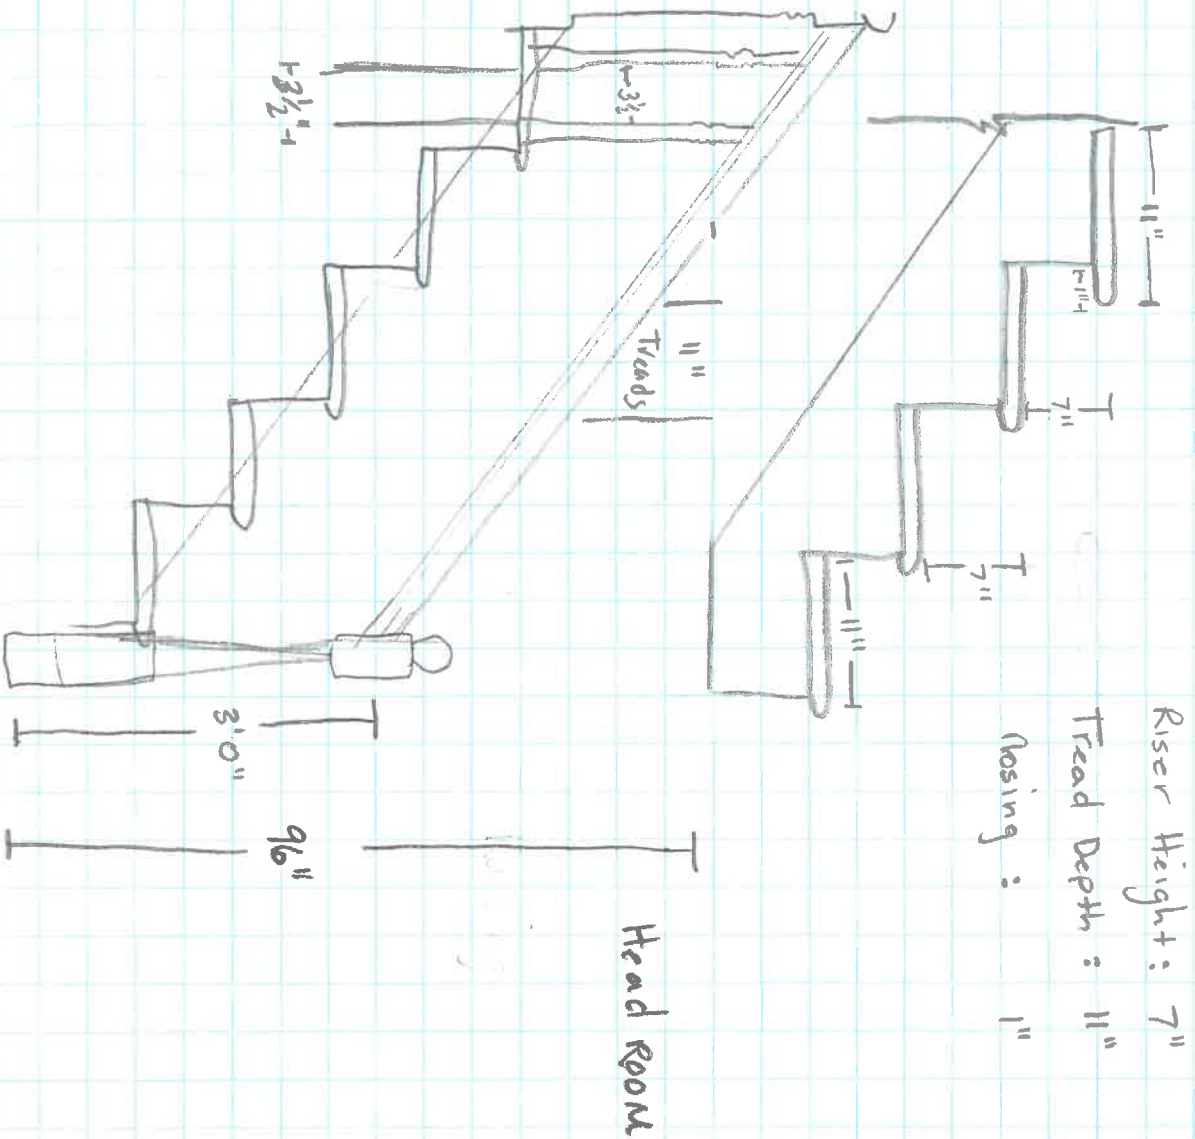 Riser Height: 7"
Tread Depth: 11"
Nosing: 1"
11"
1"
7"
7"
11"
11"
Treads
3½
3½"
3'0"
96"
Head Room